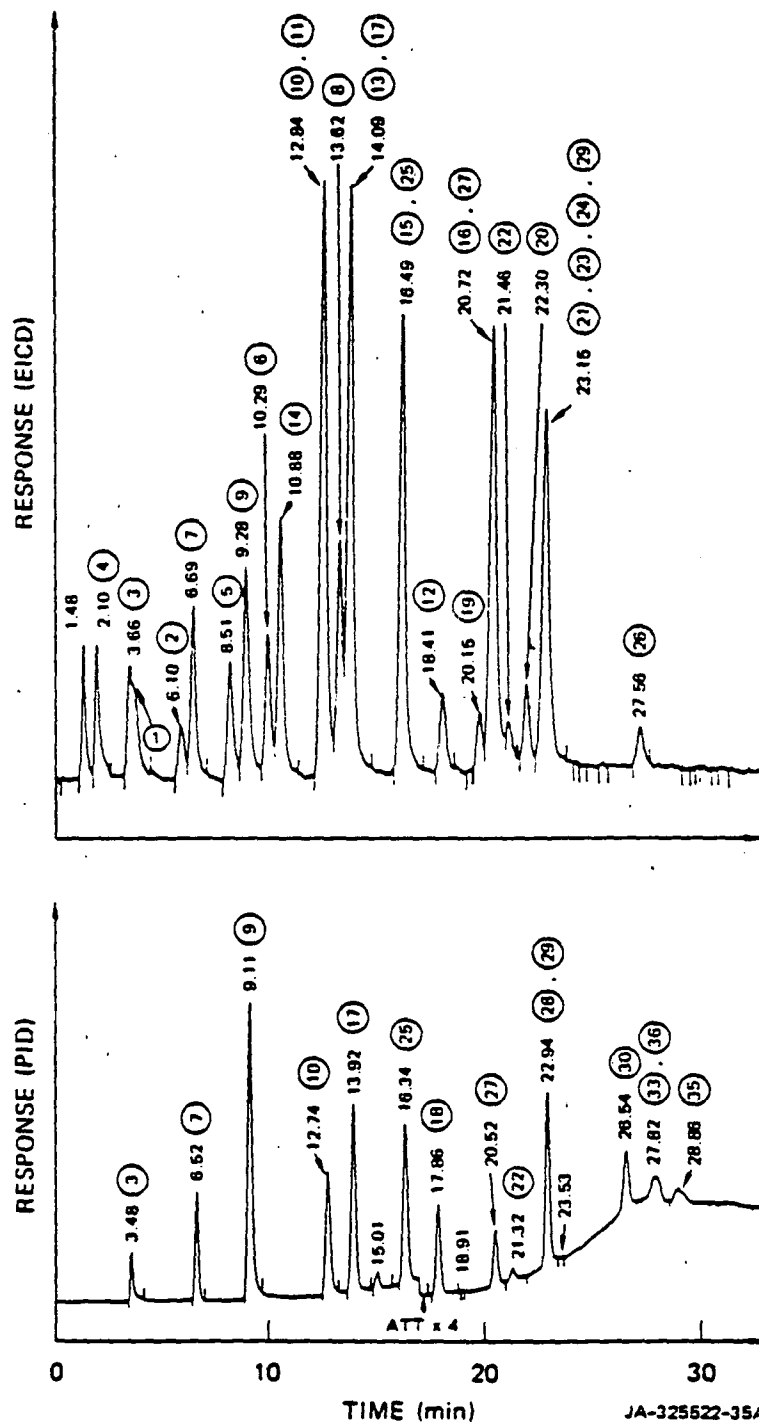 RESPONSE (EICD)
1.48
2.10 (4)
3.66 (3)
(1)
6.10 (2)
6.69 (7)
8.51 (5)
9.28 (9)
10.29 (6)
10.88 (14)
12.84 (10) . (11)
13.62 (8)
14.09 (13) . (17)
16.49 (15) . (25)
18.41 (12)
20.15 (19)
20.72 (16) . (27)
21.46 (22)
22.30 (20)
23.15 (21) . (23) . (24) . (29)
27.56 (26)
RESPONSE (PID)
3.48 (3)
6.52 (7)
9.11 (9)
12.74 (10)
13.92 (17)
15.01
16.34 (25)
17.86 (18)
18.91
20.52 (27)
21.32 (22)
22.94 (28) . (29)
23.53
26.54 (30)
27.82 (33) . (36)
28.86 (35)
ATT x 4
0 10 20 30
TIME (min)
JA-325522-35A